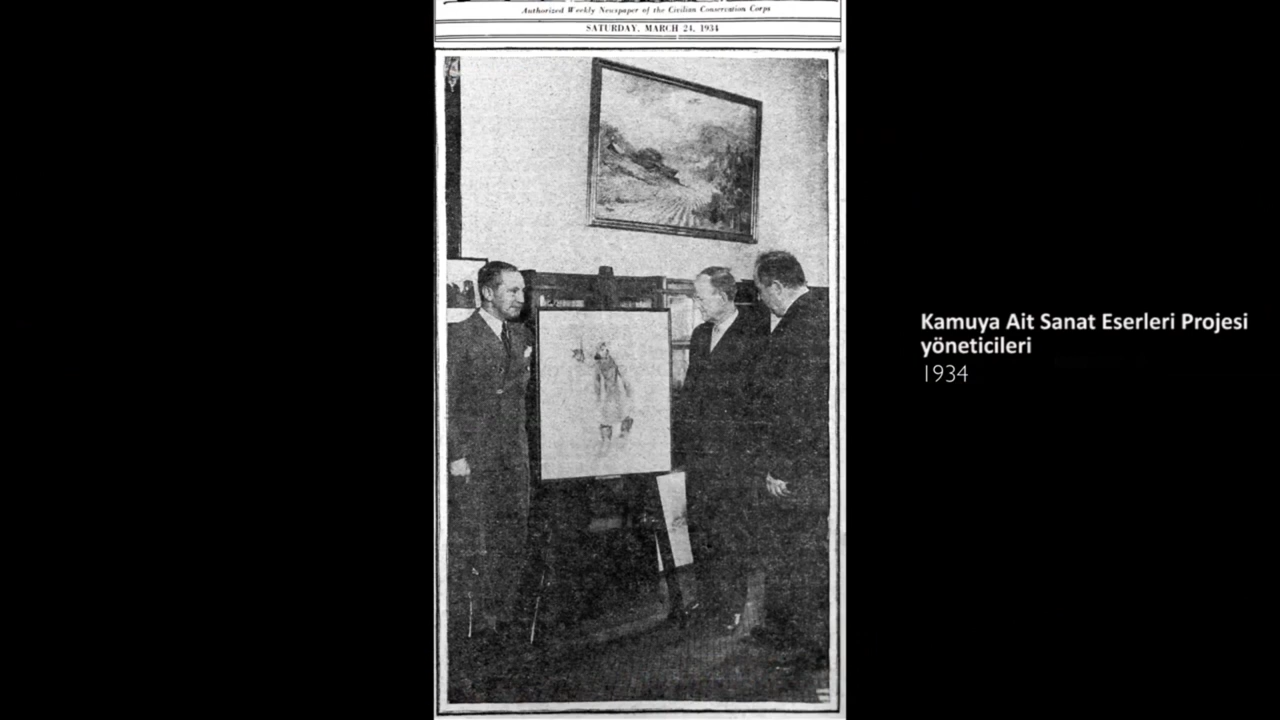 Authorized Weekly Newspaper of the Civilian Conservation Corps
SATURDAY, MARCH 24, 1934
Kamuya Ait Sanat Eserleri Projesi
yöneticileri
1934